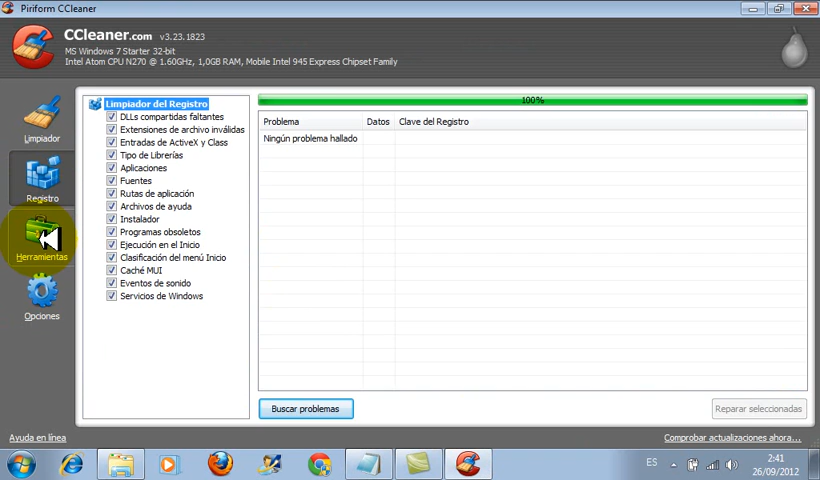 Piriform CCleaner
CCleaner.com v3.23.1823
MS Windows 7 Starter 32-bit
Intel Atom CPU N270 @ 1.60GHz, 1,0GB RAM, Mobile Intel 945 Express Chipset Family
Limpiador
Registro
Herramientas
Opciones
Limpiador del Registro
DLLs compartidas faltantes
Extensiones de archivo inválidas
Entradas de ActiveX y Class
Tipo de Librerías
Aplicaciones
Fuentes
Rutas de aplicación
Archivos de ayuda
Instalador
Programas obsoletos
Ejecución en el Inicio
Clasificación del menú Inicio
Caché MUI
Eventos de sonido
Servicios de Windows
100%
Problema Datos Clave del Registro
Ningún problema hallado
Buscar problemas
Reparar seleccionadas
Ayuda en línea
Comprobar actualizaciones ahora...
ES
2:41
26/09/2012